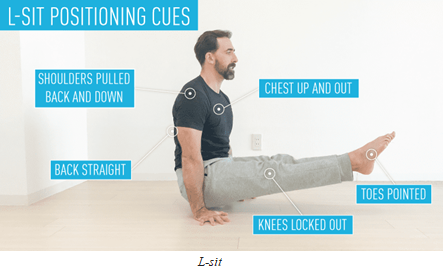 L-SIT POSITIONING CUES
SHOULDERS PULLED
BACK AND DOWN
CHEST UP AND OUT
BACK STRAIGHT
TOES POINTED
KNEES LOCKED OUT
L-sit